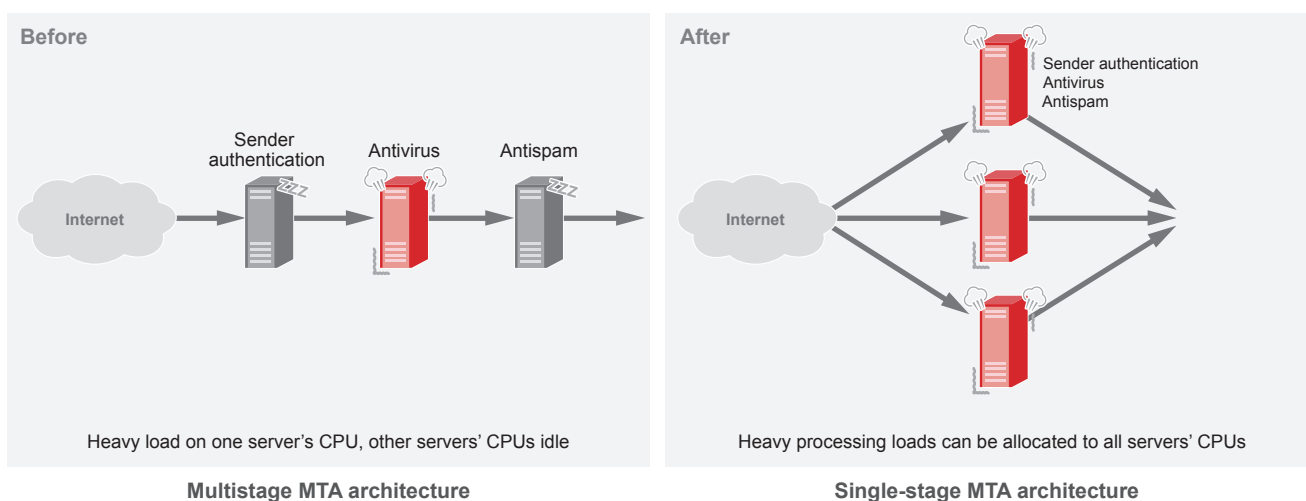 Before
Sender
authentication
Antivirus
Antispam
zzz
zzz
Internet
Heavy load on one server's CPU, other servers' CPUs idle
Multistage MTA architecture
After
Sender authentication
Antivirus
Antispam
Internet
Heavy processing loads can be allocated to all servers' CPUs
Single-stage MTA architecture